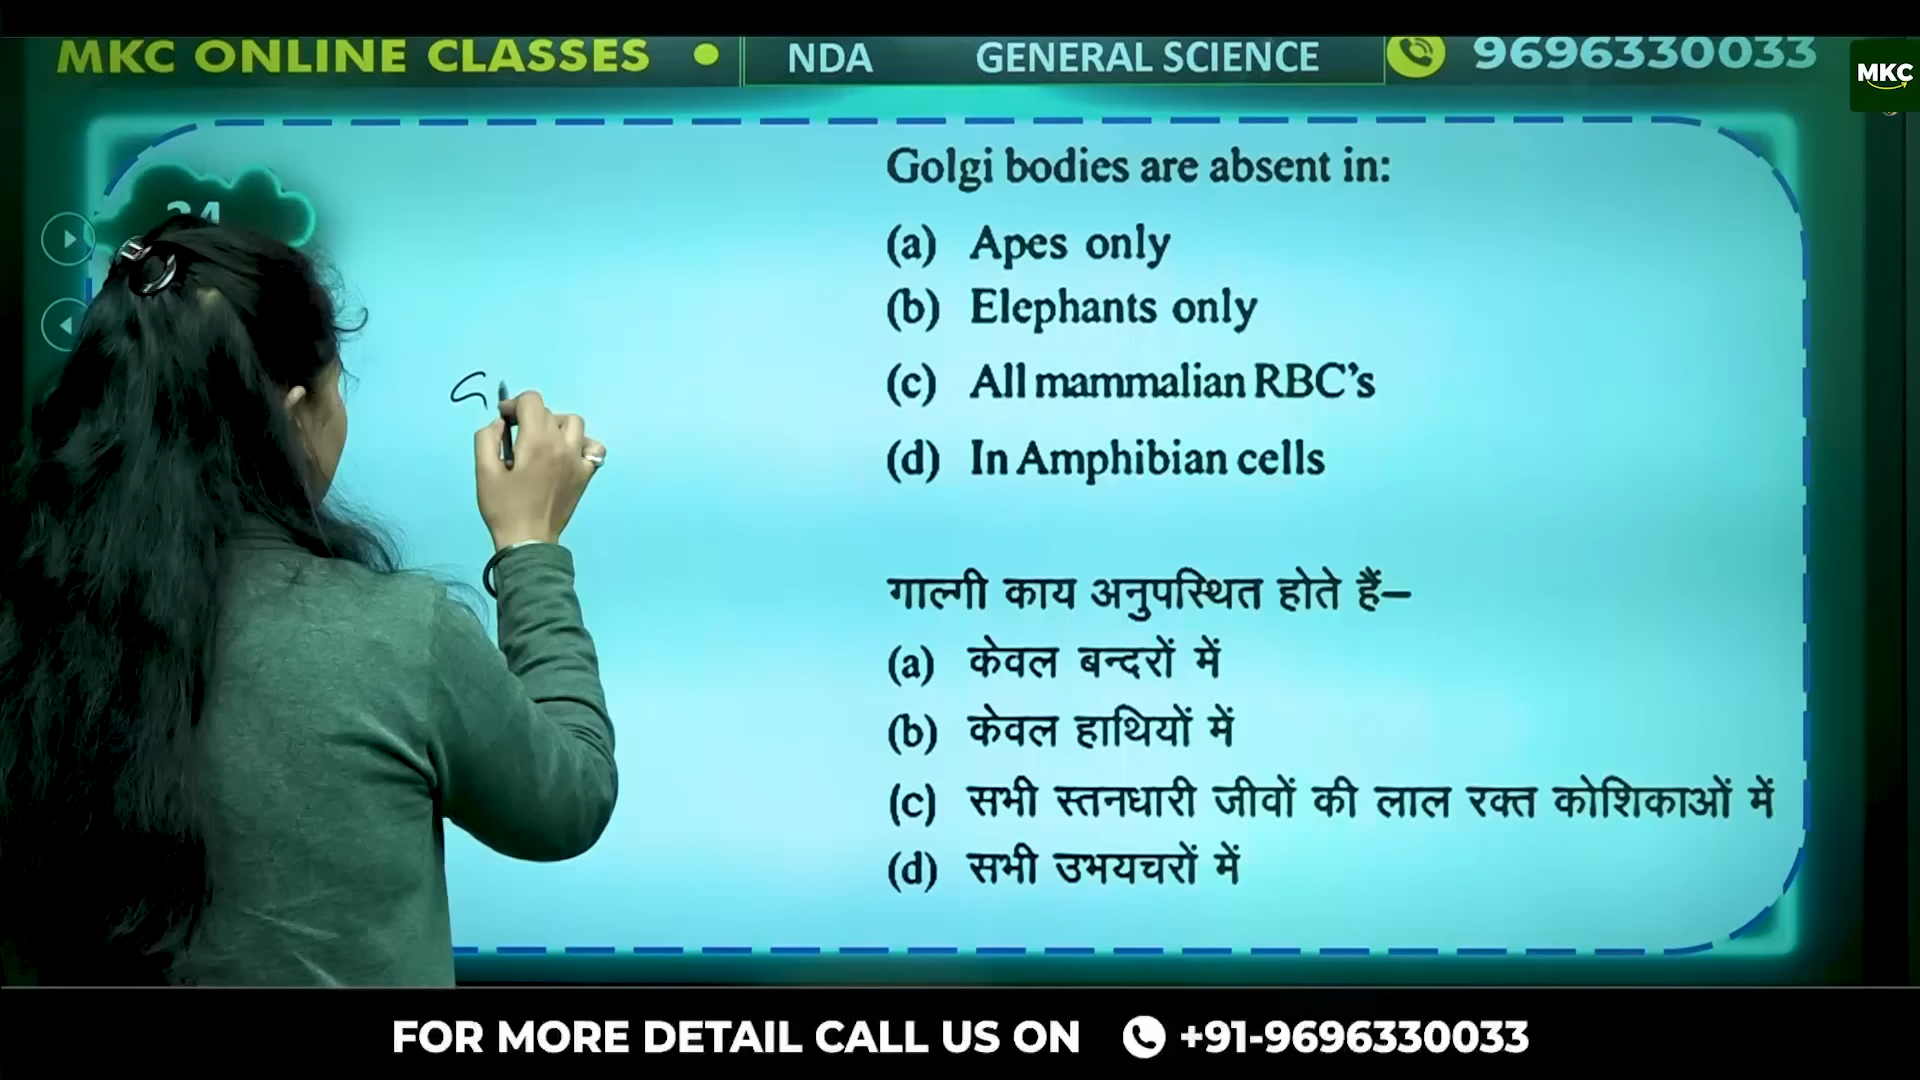 MKC ONLINE CLASSES
NDA GENERAL SCIENCE
9696330033
MKC
Golgi bodies are absent in:
(a) Apes only
(b) Elephants only
(c) All mammalian RBC's
(d) In Amphibian cells
गाल्गी काय अनुपस्थित होते हैं–
(a) केवल बन्दरों में
(b) केवल हाथियों में
(c) सभी स्तनधारी जीवों की लाल रक्त कोशिकाओं में
(d) सभी उभयचरों में
FOR MORE DETAIL CALL US ON +91-9696330033